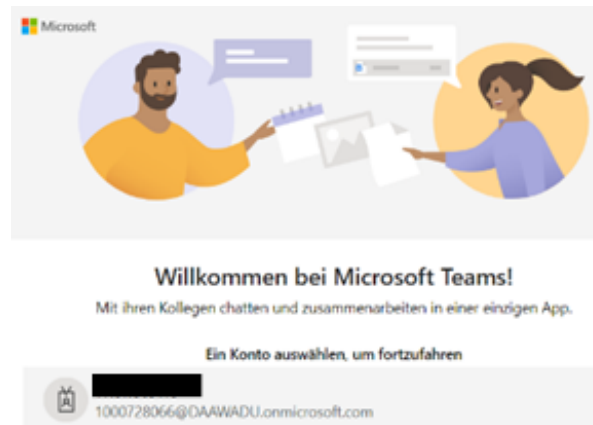 Microsoft
Willkommen bei Microsoft Teams!
Mit ihren Kollegen chatten und zusammenarbeiten in einer einzigen App.
Ein Konto auswählen, um fortzufahren
1000728066@DAAWADU.onmicrosoft.com